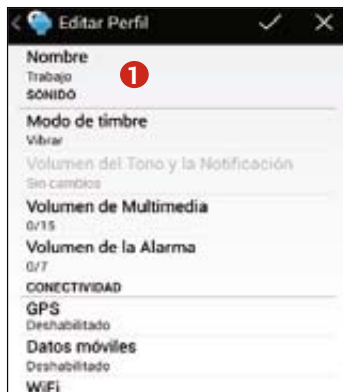 Editar Perfil
Nombre
1
Trabajo
SONIDO
Modo de timbre
Vibrar
Volumen del Tono y la Notificación
Sin cambios
Volumen de Multimedia
0/15
Volumen de la Alarma
0/7
CONECTIVIDAD
GPS
Deshabilitado
Datos móviles
Deshabilitado
WiFi